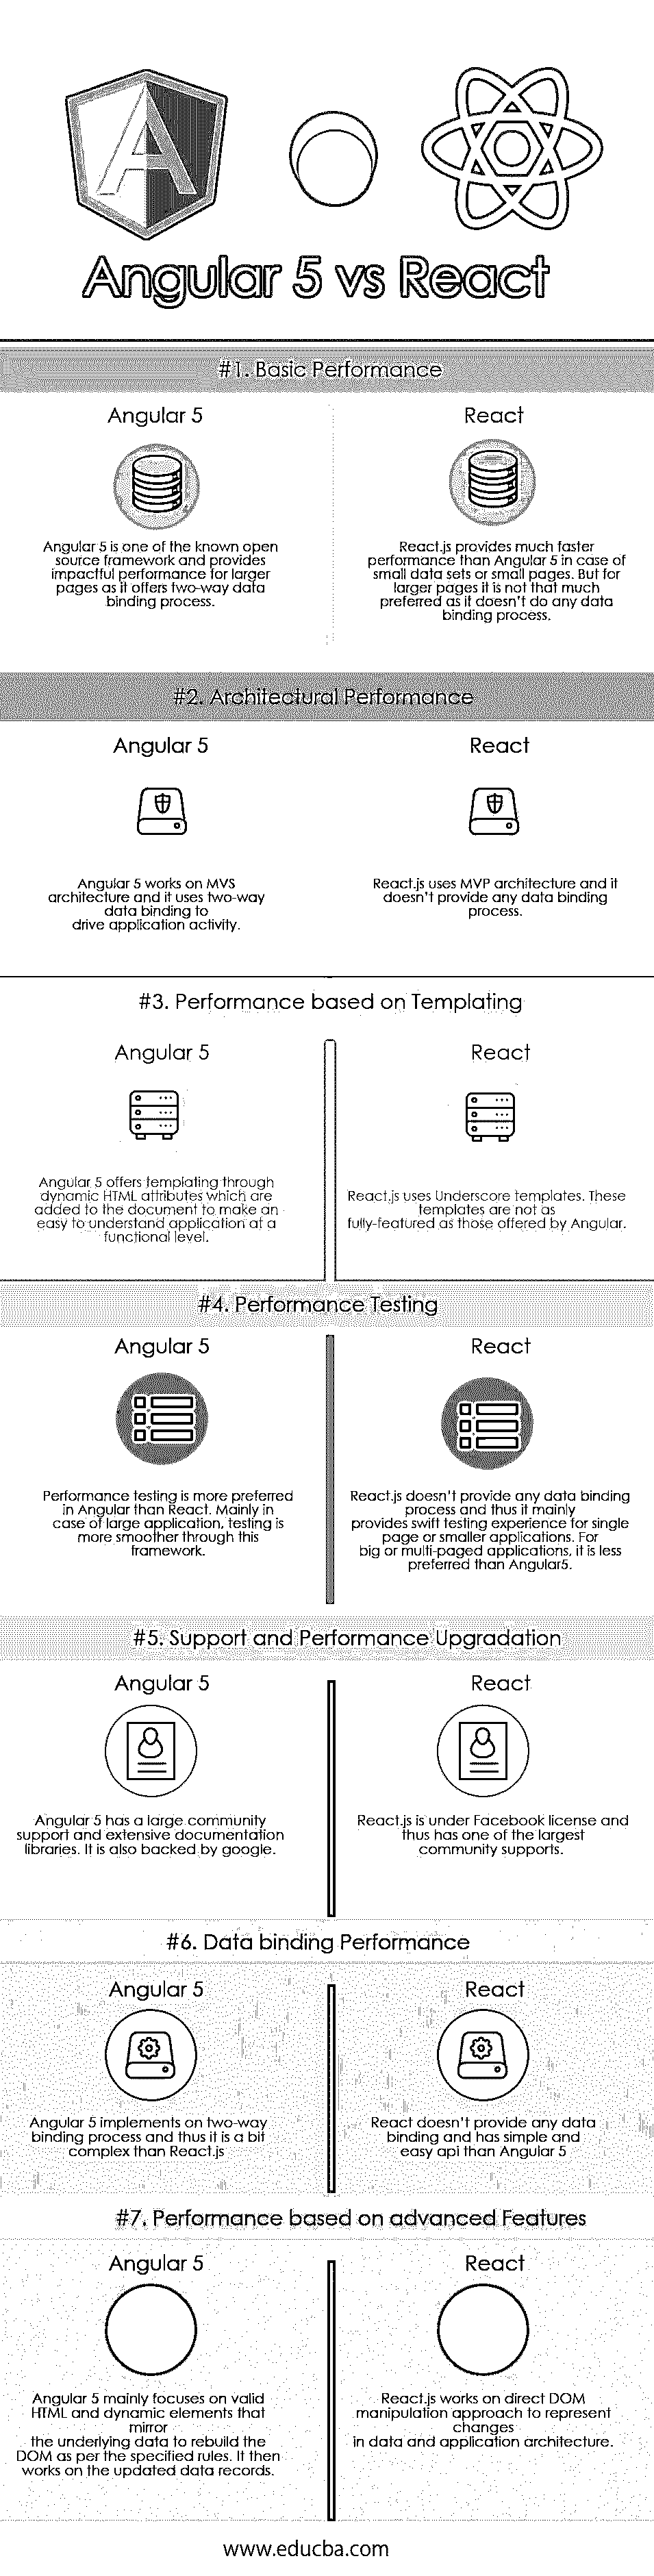 Angular 5 vs React
#1. Basic Performance
Angular 5
Angular 5 is one of the known open
source framework and provides
impactful performance for larger
pages as it offers two-way data
binding process.
React
React.js provides much faster
performance than Angular 5 in case of
small data sets or small pages. But for
larger pages it is not that much
preferred as it doesn't do any data
binding process.
#2. Architectural Performance
Angular 5
Angular 5 works on MVS
architecture and it uses two-way
data binding to
drive application activity.
React
React.js uses MVP architecture and it
doesn't provide any data binding
process.
#3. Performance based on Templating
Angular 5
Angular 5 offers templating through
dynamic HTML attributes which are
added to the document to make an
easy to understand application at a
functional level.
React
React.js uses Underscore templates. These
templates are not as
fully-featured as those offered by Angular.
#4. Performance Testing
Angular 5
Performance testing is more preferred
in Angular than React. Mainly in
case of large application, testing is
more smoother through this
framework.
React
React.js doesn't provide any data binding
process and thus it mainly
provides swift testing experience for single
page or smaller applications. For
big or multi-paged applications, it is less
preferred than Angular5.
#5. Support and Performance Upgradation
Angular 5
Angular 5 has a large community
support and extensive documentation
libraries. It is also backed by google.
React
React.js is under Facebook license and
thus has one of the largest
community supports.
#6. Data binding Performance
Angular 5
Angular 5 implements on two-way
binding process and thus it is a bit
complex than React.js
React
React doesn't provide any data
binding and has simple and
easy api than Angular 5
#7. Performance based on advanced Features
Angular 5
Angular 5 mainly focuses on valid
HTML and dynamic elements that
mirror
the underlying data to rebuild the
DOM as per the specified rules. It then
works on the updated data records.
React
React.js works on direct DOM
manipulation approach to represent
changes
in data and application architecture.
www.educba.com